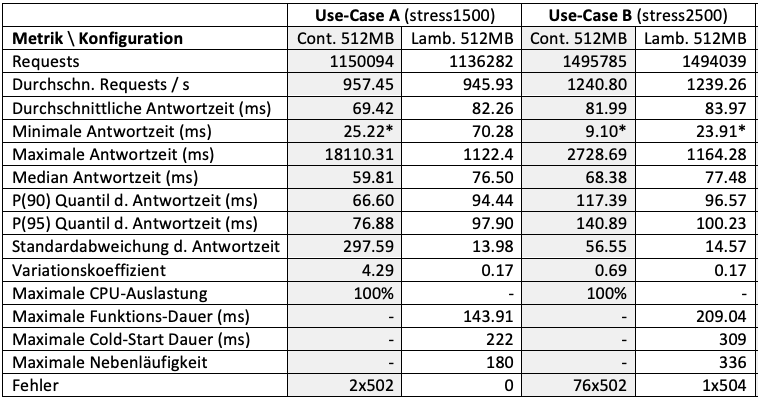 Use-Case A (stress1500) Use-Case B (stress2500)
Metrik \ Konfiguration Cont. 512MB Lamb. 512MB Cont. 512MB Lamb. 512MB
Requests 1150094 1136282 1495785 1494039
Durchschn. Requests / s 957.45 945.93 1240.80 1239.26
Durchschnittliche Antwortzeit (ms) 69.42 82.26 81.99 83.97
Minimale Antwortzeit (ms) 25.22* 70.28 9.10* 23.91*
Maximale Antwortzeit (ms) 18110.31 1122.4 2728.69 1164.28
Median Antwortzeit (ms) 59.81 76.50 68.38 77.48
P(90) Quantil d. Antwortzeit (ms) 66.60 94.44 117.39 96.57
P(95) Quantil d. Antwortzeit (ms) 76.88 97.90 140.89 100.23
Standardabweichung d. Antwortzeit 297.59 13.98 56.55 14.57
Variationskoeffizient 4.29 0.17 0.69 0.17
Maximale CPU-Auslastung 100% - 100% -
Maximale Funktions-Dauer (ms) - 143.91 - 209.04
Maximale Cold-Start Dauer (ms) - 222 - 309
Maximale Nebenläufigkeit - 180 - 336
Fehler 2x502 0 76x502 1x504